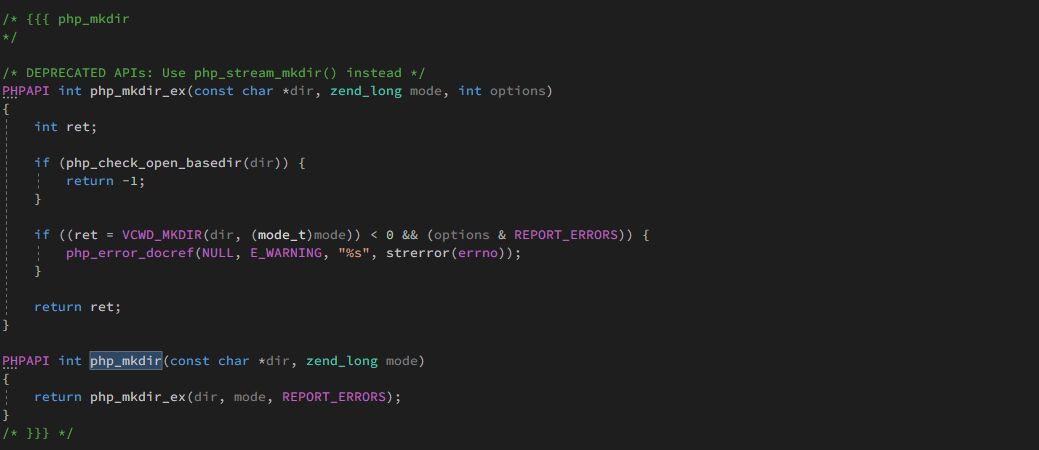 /* {{{ php_mkdir
*/

/* DEPRECATED APIs: Use php_stream_mkdir() instead */
PHPAPI int php_mkdir_ex(const char *dir, zend_long mode, int options)
{
    int ret;

    if (php_check_open_basedir(dir)) {
        return -1;
    }

    if ((ret = VCWD_MKDIR(dir, (mode_t)mode)) < 0 && (options & REPORT_ERRORS)) {
        php_error_docref(NULL, E_WARNING, "%s", strerror(errno));
    }

    return ret;
}

PHPAPI int php_mkdir(const char *dir, zend_long mode)
{
    return php_mkdir_ex(dir, mode, REPORT_ERRORS);
}
/* }}} */